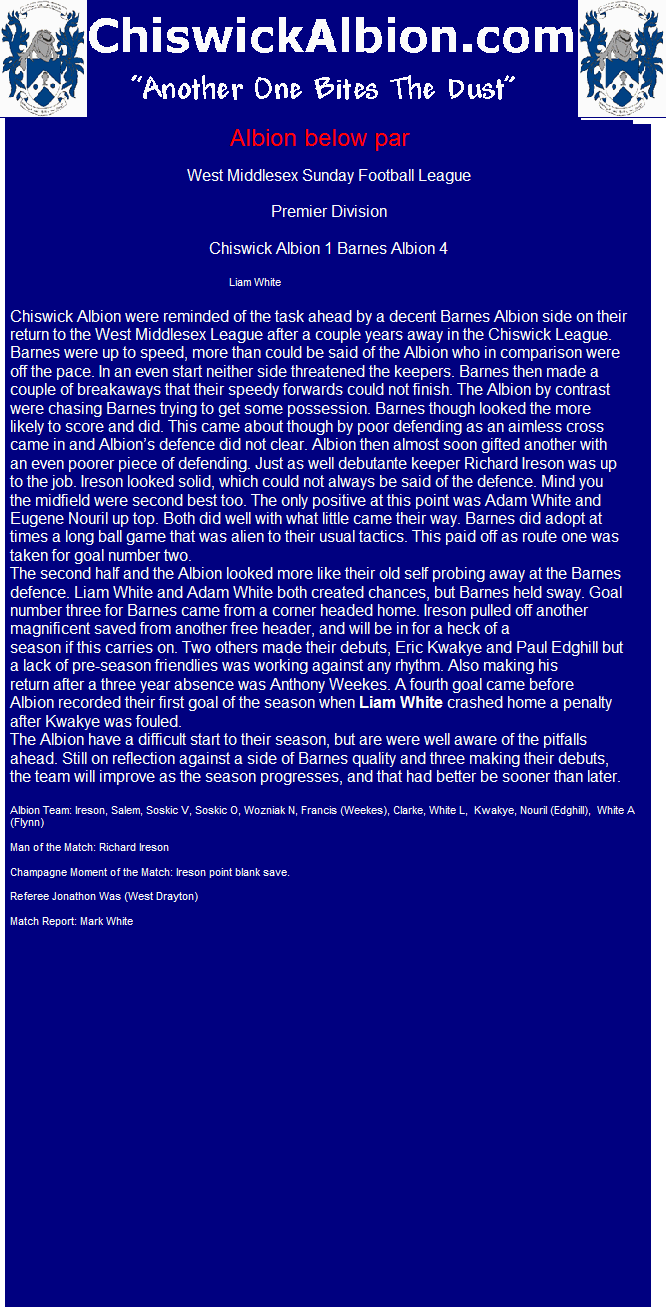 ChiswickAlbion.com
“Another One Bites The Dust”
Albion below par
West Middlesex Sunday Football League
Premier Division
Chiswick Albion 1 Barnes Albion 4
Liam White
Chiswick Albion were reminded of the task ahead by a decent Barnes Albion side on their
return to the West Middlesex League after a couple years away in the Chiswick League.
Barnes were up to speed, more than could be said of the Albion who in comparison were
off the pace. In an even start neither side threatened the keepers. Barnes then made a
couple of breakaways that their speedy forwards could not finish. The Albion by contrast
were chasing Barnes trying to get some possession. Barnes though looked the more
likely to score and did. This came about though by poor defending as an aimless cross
came in and Albion’s defence did not clear. Albion then almost soon gifted another with
an even poorer piece of defending. Just as well debutante keeper Richard Ireson was up
to the job. Ireson looked solid, which could not always be said of the defence. Mind you
the midfield were second best too. The only positive at this point was Adam White and
Eugene Nouril up top. Both did well with what little came their way. Barnes did adopt at
times a long ball game that was alien to their usual tactics. This paid off as route one was
taken for goal number two.
The second half and the Albion looked more like their old self probing away at the Barnes
defence. Liam White and Adam White both created chances, but Barnes held sway. Goal
number three for Barnes came from a corner headed home. Ireson pulled off another
magnificent saved from another free header, and will be in for a heck of a
season if this carries on. Two others made their debuts, Eric Kwakye and Paul Edghill but
a lack of pre-season friendlies was working against any rhythm. Also making his
return after a three year absence was Anthony Weekes. A fourth goal came before
Albion recorded their first goal of the season when Liam White crashed home a penalty
after Kwakye was fouled.
The Albion have a difficult start to their season, but are were well aware of the pitfalls
ahead. Still on reflection against a side of Barnes quality and three making their debuts,
the team will improve as the season progresses, and that had better be sooner than later.
Albion Team: Ireson, Salem, Soskic V, Soskic O, Wozniak N, Francis (Weekes), Clarke, White L, Kwakye, Nouril (Edghill), White A
(Flynn)
Man of the Match: Richard Ireson
Champagne Moment of the Match: Ireson point blank save.
Referee Jonathon Was (West Drayton)
Match Report: Mark White